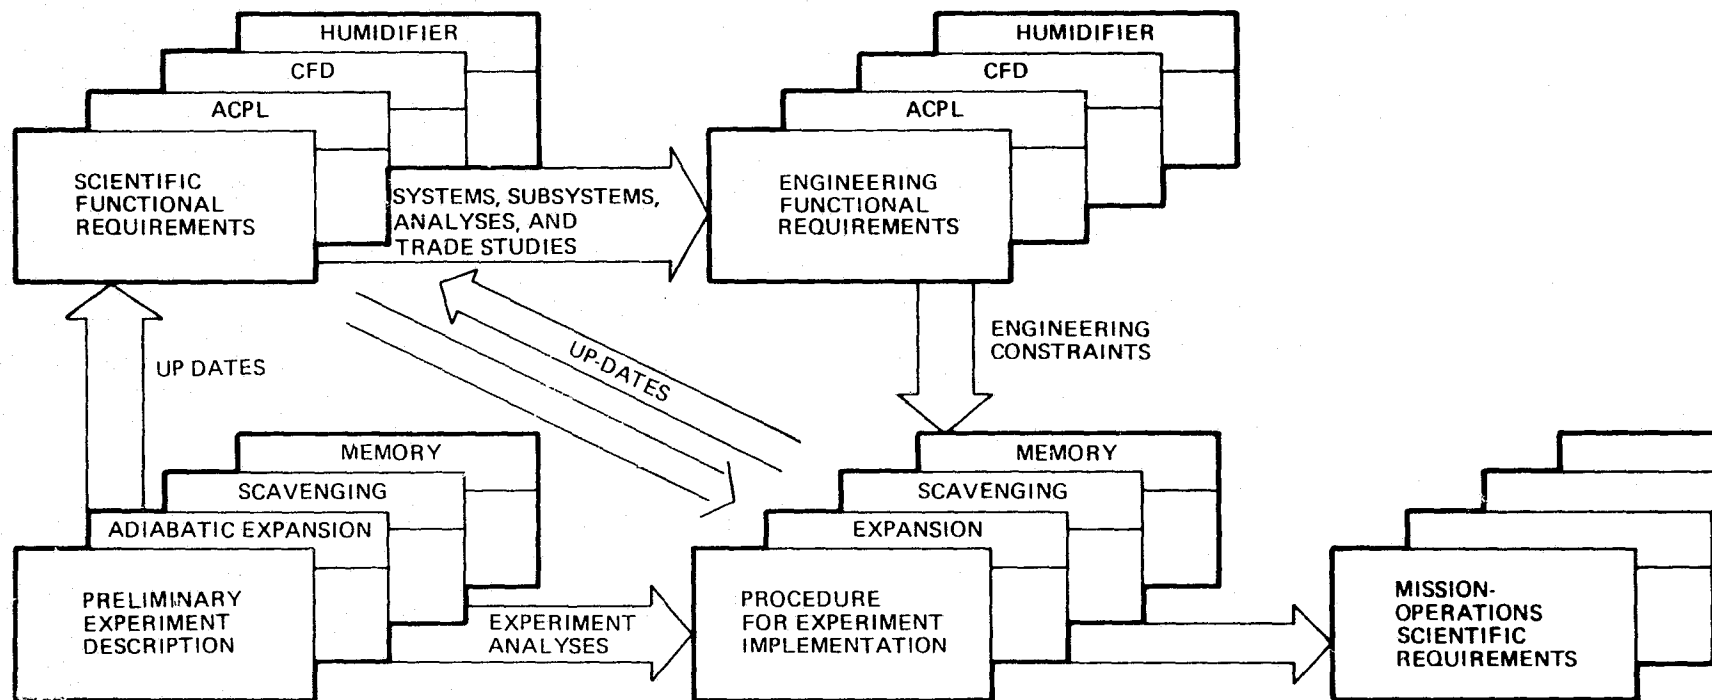 HUMIDIFIER
CFD
ACPL
SCIENTIFIC
FUNCTIONAL
REQUIREMENTS
SYSTEMS, SUBSYSTEMS,
ANALYSES, AND
TRADE STUDIES
HUMIDIFIER
CFD
ACPL
ENGINEERING
FUNCTIONAL
REQUIREMENTS
UP DATES
UP-DATES
ENGINEERING
CONSTRAINTS
MEMORY
SCAVENGING
ADIABATIC EXPANSION
PRELIMINARY
EXPERIMENT
DESCRIPTION
EXPERIMENT
ANALYSES
MEMORY
SCAVENGING
EXPANSION
PROCEDURE
FOR EXPERIMENT
IMPLEMENTATION
MISSION-
OPERATIONS
SCIENTIFIC
REQUIREMENTS